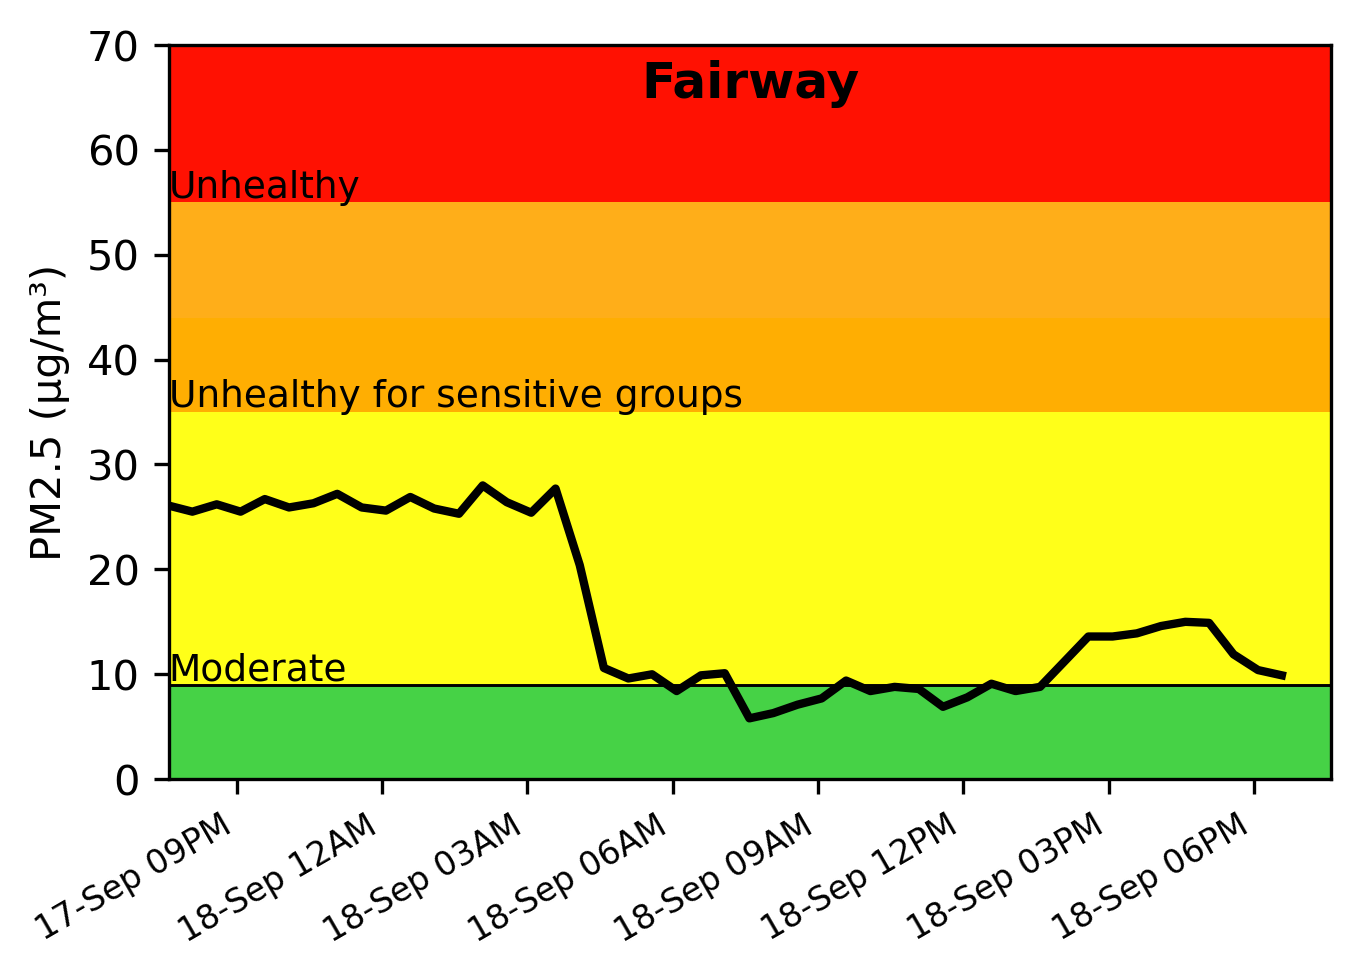 Fairway
PM2.5 (µg/m³)
70
60
50
40
30
20
10
0
Unhealthy
Unhealthy for sensitive groups
Moderate
17-Sep 09PM
18-Sep 12AM
18-Sep 03AM
18-Sep 06AM
18-Sep 09AM
18-Sep 12PM
18-Sep 03PM
18-Sep 06PM